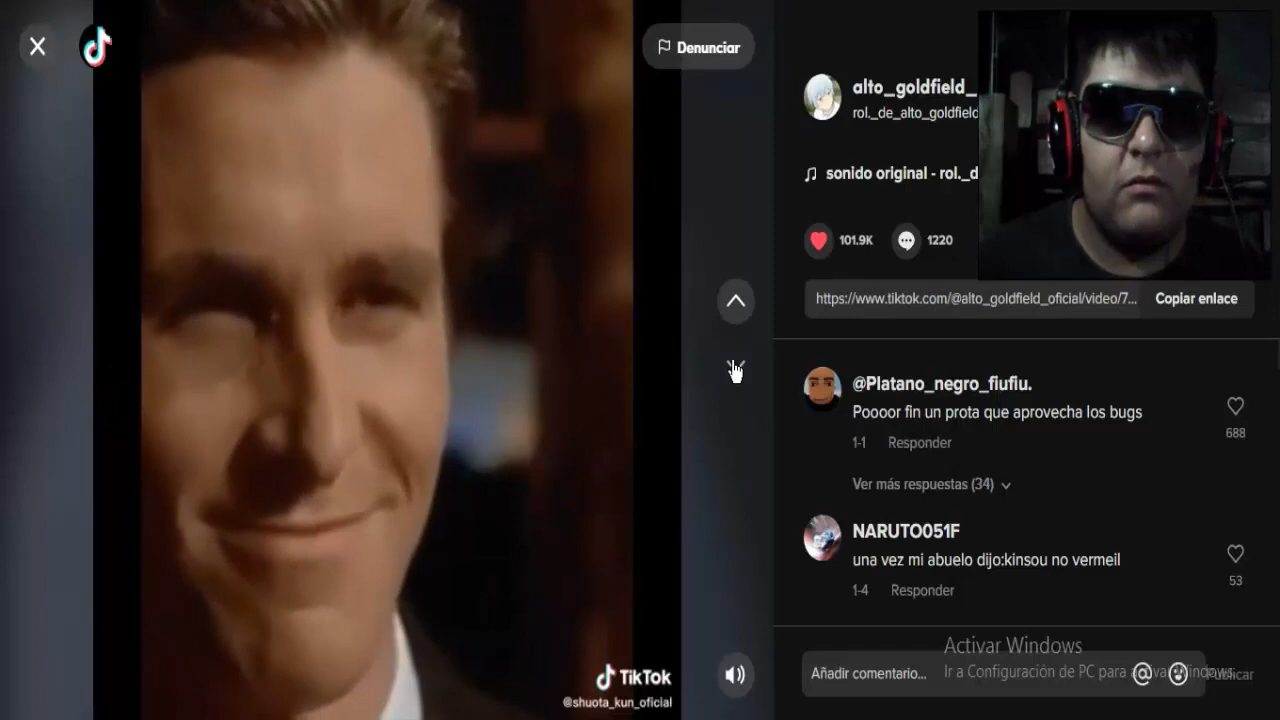 Denunciar
alto_goldfield_
rol._de_alto_goldfield
sonido original - rol._d
101.9K
1220
https://www.tiktok.com/@alto_goldfield_oficial/video/7...
Copiar enlace
@Platano_negro_fiufiu.
Poooor fin un prota que aprovecha los bugs
688
1-1 Responder
Ver más respuestas (34)
NARUTO051F
una vez mi abuelo dijo:kinsou no vermeil
53
1-4 Responder
Activar Windows
Añadir comentario...
Ir a Configuración de PC para activar Windows.
Publicar
TikTok
@shuota_kun_oficial